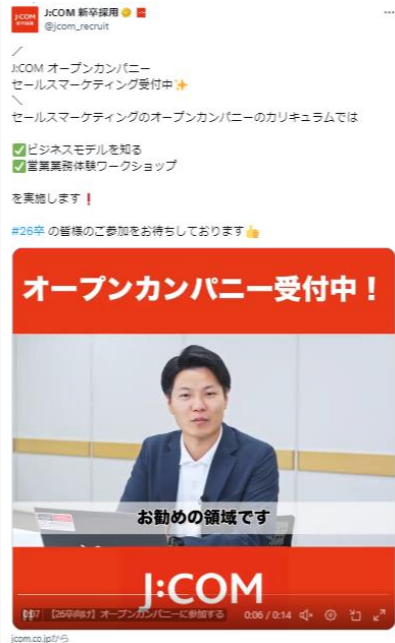 J:COM 新卒採用
@jcom_recruit
J:COM
／
J:COM オープンカンパニー
セールスマーケティング受付中✨
＼
セールスマーケティングのオープンカンパニーのカリキュラムでは
✅ビジネスモデルを知る
✅営業業務体験ワークショップ
を実施します❗
#26卒 の皆様のご参加をお待ちしております👍
オープンカンパニー受付中！
お勧めの領域です
J:COM
【26卒向け】オープンカンパニーに参加する
0:06 / 0:14
jcom.co.jpから